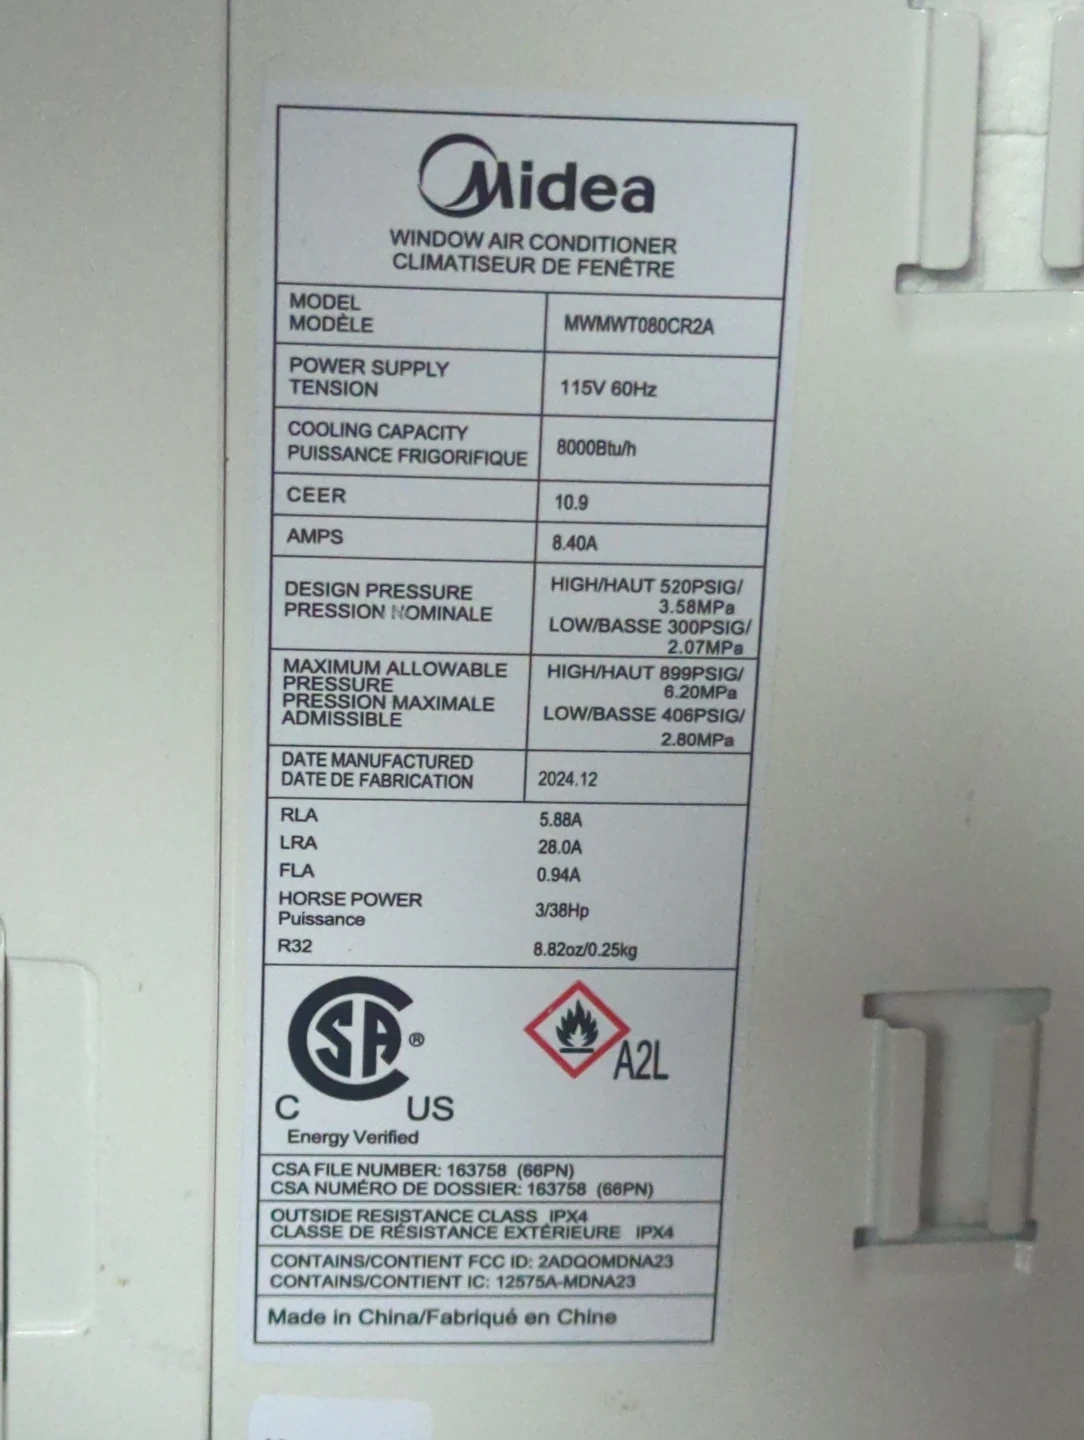 Midea
WINDOW AIR CONDITIONER
CLIMATISEUR DE FENÊTRE
MODEL
MODÈLE
MWMWT080CR2A
POWER SUPPLY
TENSION
115V 60Hz
COOLING CAPACITY
PUISSANCE FRIGORIFIQUE
8000Btu/h
CEER
10.9
AMPS
8.40A
DESIGN PRESSURE
PRESSION NOMINALE
HIGH/HAUT 520PSIG/
3.58MPa
LOW/BASSE 300PSIG/
2.07MPa
MAXIMUM ALLOWABLE
PRESSURE
PRESSION MAXIMALE
ADMISSIBLE
HIGH/HAUT 899PSIG/
6.20MPa
LOW/BASSE 406PSIG/
2.80MPa
DATE MANUFACTURED
DATE DE FABRICATION
2024.12
RLA 5.88A
LRA 28.0A
FLA 0.94A
HORSE POWER
Puissance
3/38Hp
R32 8.82oz/0.25kg
CSA ®
A2L
C US
Energy Verified
CSA FILE NUMBER: 163758 (66PN)
CSA NUMÉRO DE DOSSIER: 163758 (66PN)
OUTSIDE RESISTANCE CLASS IPX4
CLASSE DE RÉSISTANCE EXTÉRIEURE IPX4
CONTAINS/CONTIENT FCC ID: 2ADQOMDNA23
CONTAINS/CONTIENT IC: 12575A-MDNA23
Made in China/Fabriqué en Chine